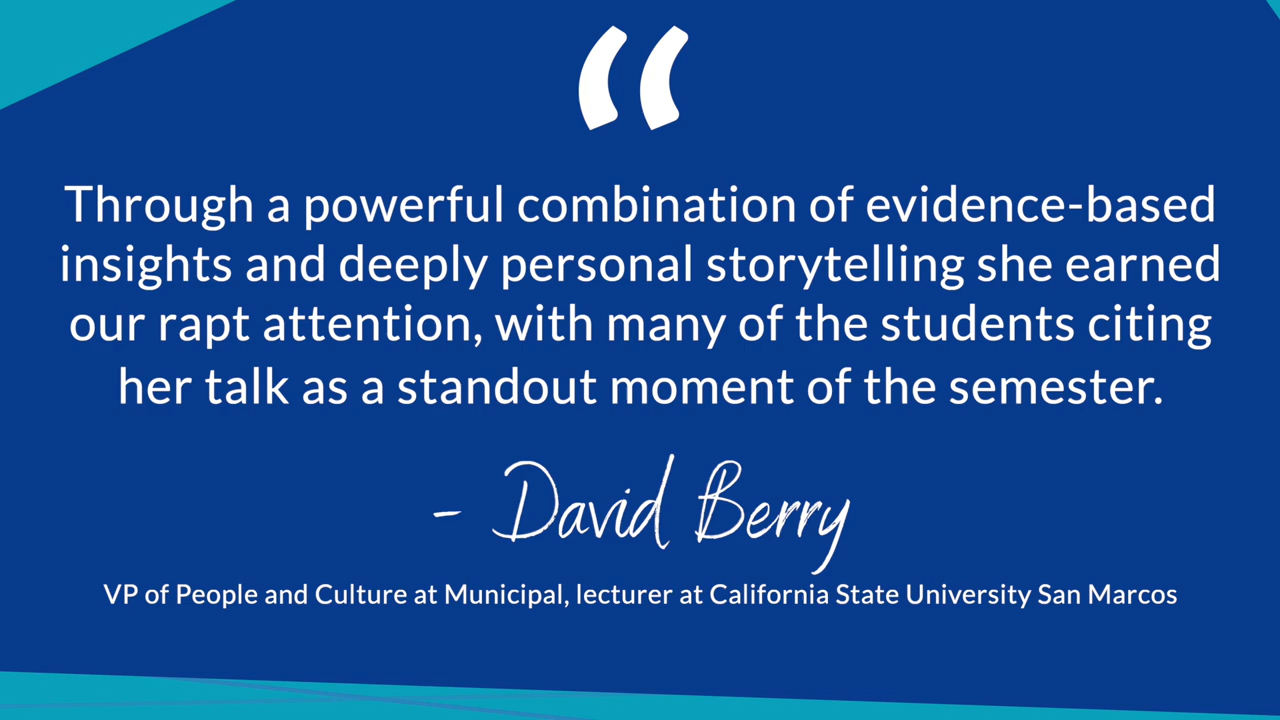 “
Through a powerful combination of evidence-based
insights and deeply personal storytelling she earned
our rapt attention, with many of the students citing
her talk as a standout moment of the semester.
- David Berry
VP of People and Culture at Municipal, lecturer at California State University San Marcos